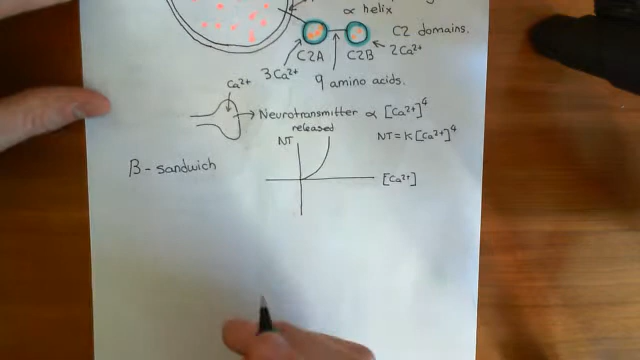 α helix
C2 domains.
C2A C2B 2Ca²⁺
3Ca²⁺
9 amino acids.
Ca²⁺
Neurotransmitter ∝ [Ca²⁺]⁴
released
NT NT = K[Ca²⁺]⁴
β - sandwich
[Ca²⁺]